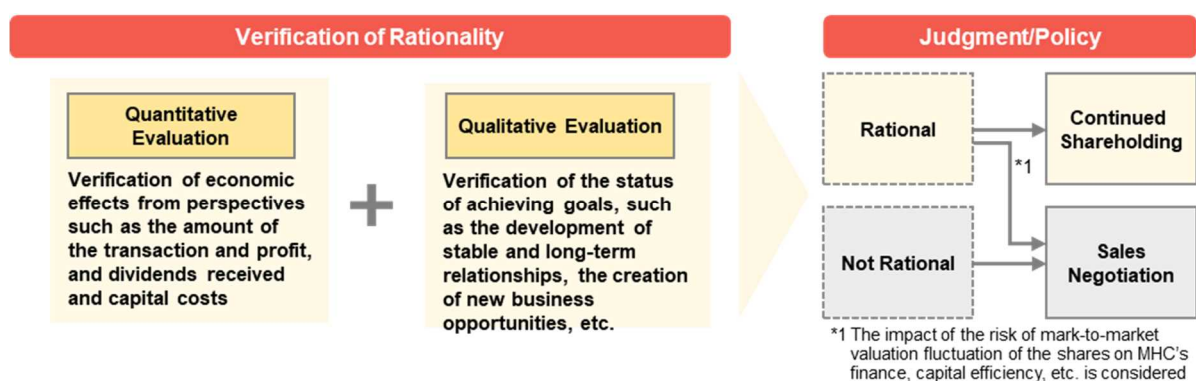 Verification of Rationality
Quantitative
Evaluation
Verification of economic
effects from perspectives
such as the amount of
the transaction and profit,
and dividends received
and capital costs
+
Qualitative Evaluation
Verification of the status
of achieving goals, such
as the development of
stable and long-term
relationships, the creation
of new business
opportunities, etc.
Judgment/Policy
Rational
Continued
Shareholding
*1
Not Rational
Sales
Negotiation
*1 The impact of the risk of mark-to-market
valuation fluctuation of the shares on MHC's
finance, capital efficiency, etc. is considered